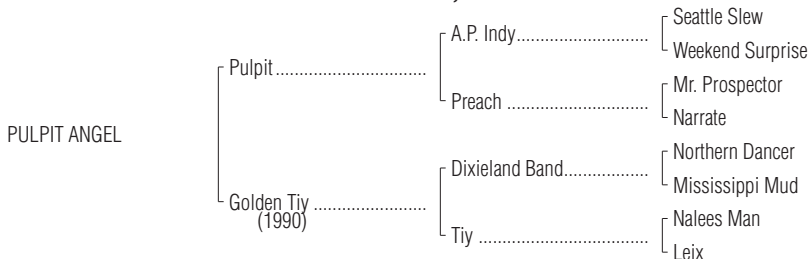 Seattle Slew
A.P. Indy
Weekend Surprise
Pulpit
Mr. Prospector
Preach
Narrate
PULPIT ANGEL
Northern Dancer
Dixieland Band
Mississippi Mud
Golden Tiy
(1990)
Nalees Man
Tiy
Leix